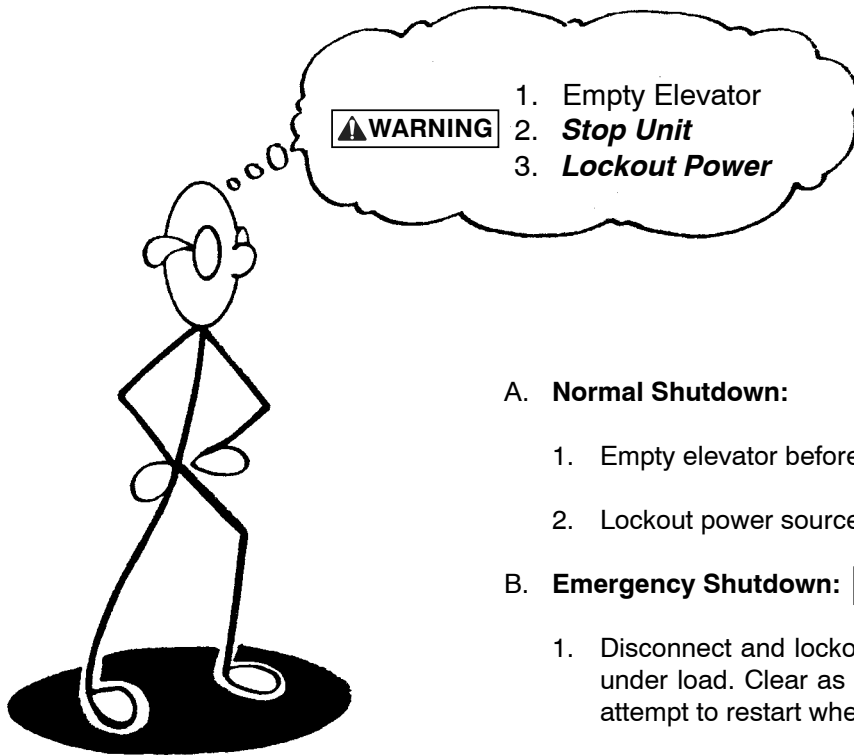 1. Empty Elevator
WARNING 2. Stop Unit
3. Lockout Power
A. Normal Shutdown:
1. Empty elevator before
2. Lockout power source
B. Emergency Shutdown:
1. Disconnect and locko
under load. Clear as
attempt to restart whe